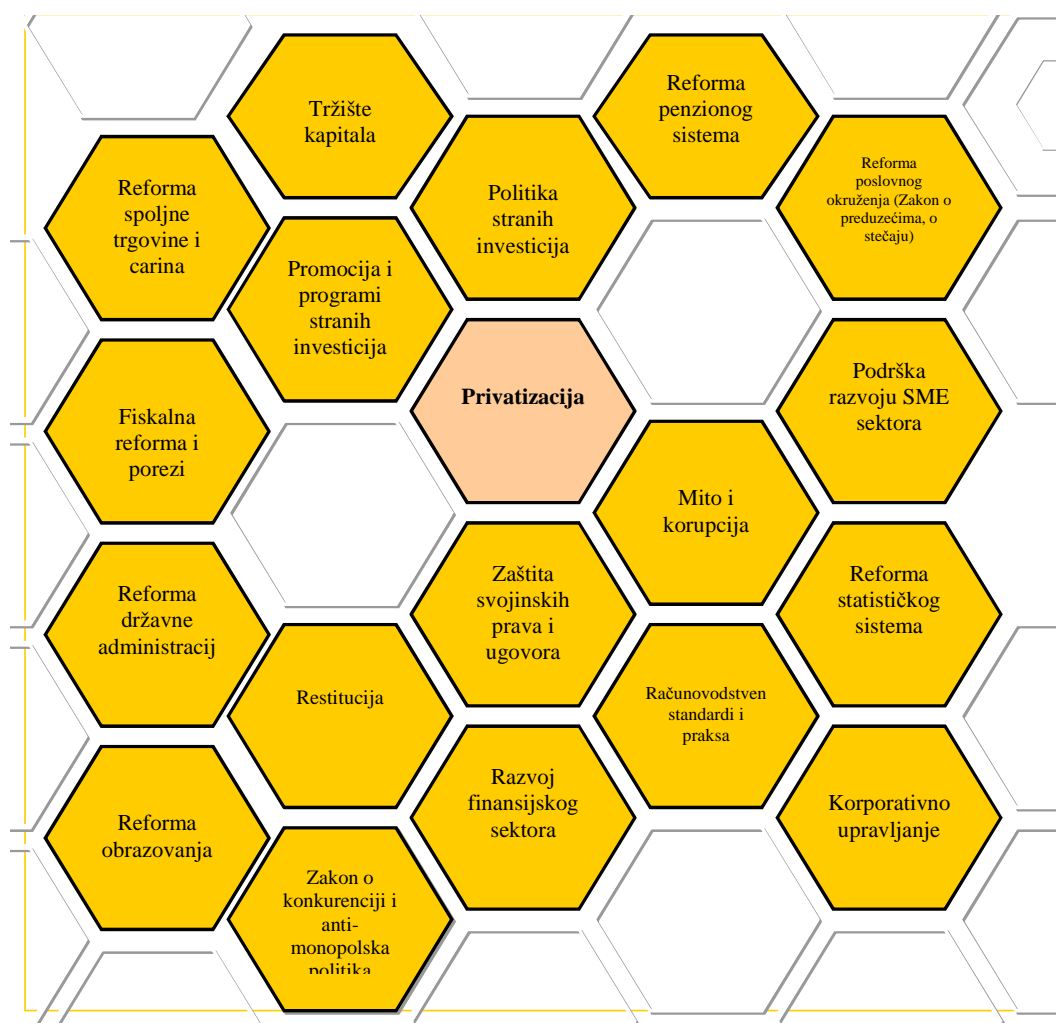 Tržište
kapitala
Reforma
penzionog
sistema
Reforma
spoljne
trgovine i
carina
Politika
stranih
investicija
Reforma
poslovnog
okruženja (Zakon o
preduzećima, o
stečaju)
Promocija i
programi
stranih
investicija
Privatizacija
Podrška
razvoju SME
sektora
Fiskalna
reforma i
porezi
Mito i
korupcija
Reforma
državne
administracij
Zaštita
svojinskih
prava i
ugovora
Reforma
statističkog
sistema
Restitucija
Računovodstven
standardi i
praksa
Reforma
obrazovanja
Razvoj
finansijskog
sektora
Korporativno
upravljanje
Zakon o
konkurenciji i
anti-
monopolska
politika